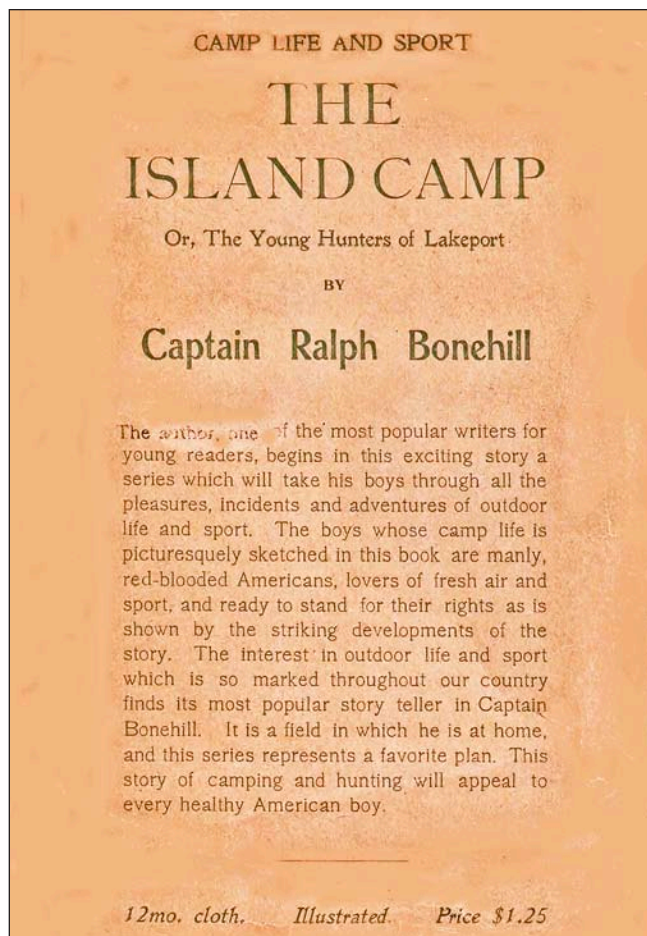 CAMP LIFE AND SPORT
THE
ISLAND CAMP
Or, The Young Hunters of Lakeport
BY
Captain Ralph Bonehill
The author, one of the most popular writers for
young readers, begins in this exciting story a
series which will take his boys through all the
pleasures, incidents and adventures of outdoor
life and sport. The boys whose camp life is
picturesquely sketched in this book are manly,
red-blooded Americans, lovers of fresh air and
sport, and ready to stand for their rights as is
shown by the striking developments of the
story. The interest in outdoor life and sport
which is so marked throughout our country
finds its most popular story teller in Captain
Bonehill. It is a field in which he is at home,
and this series represents a favorite plan. This
story of camping and hunting will appeal to
every healthy American boy.
12mo. cloth. Illustrated. Price $1.25